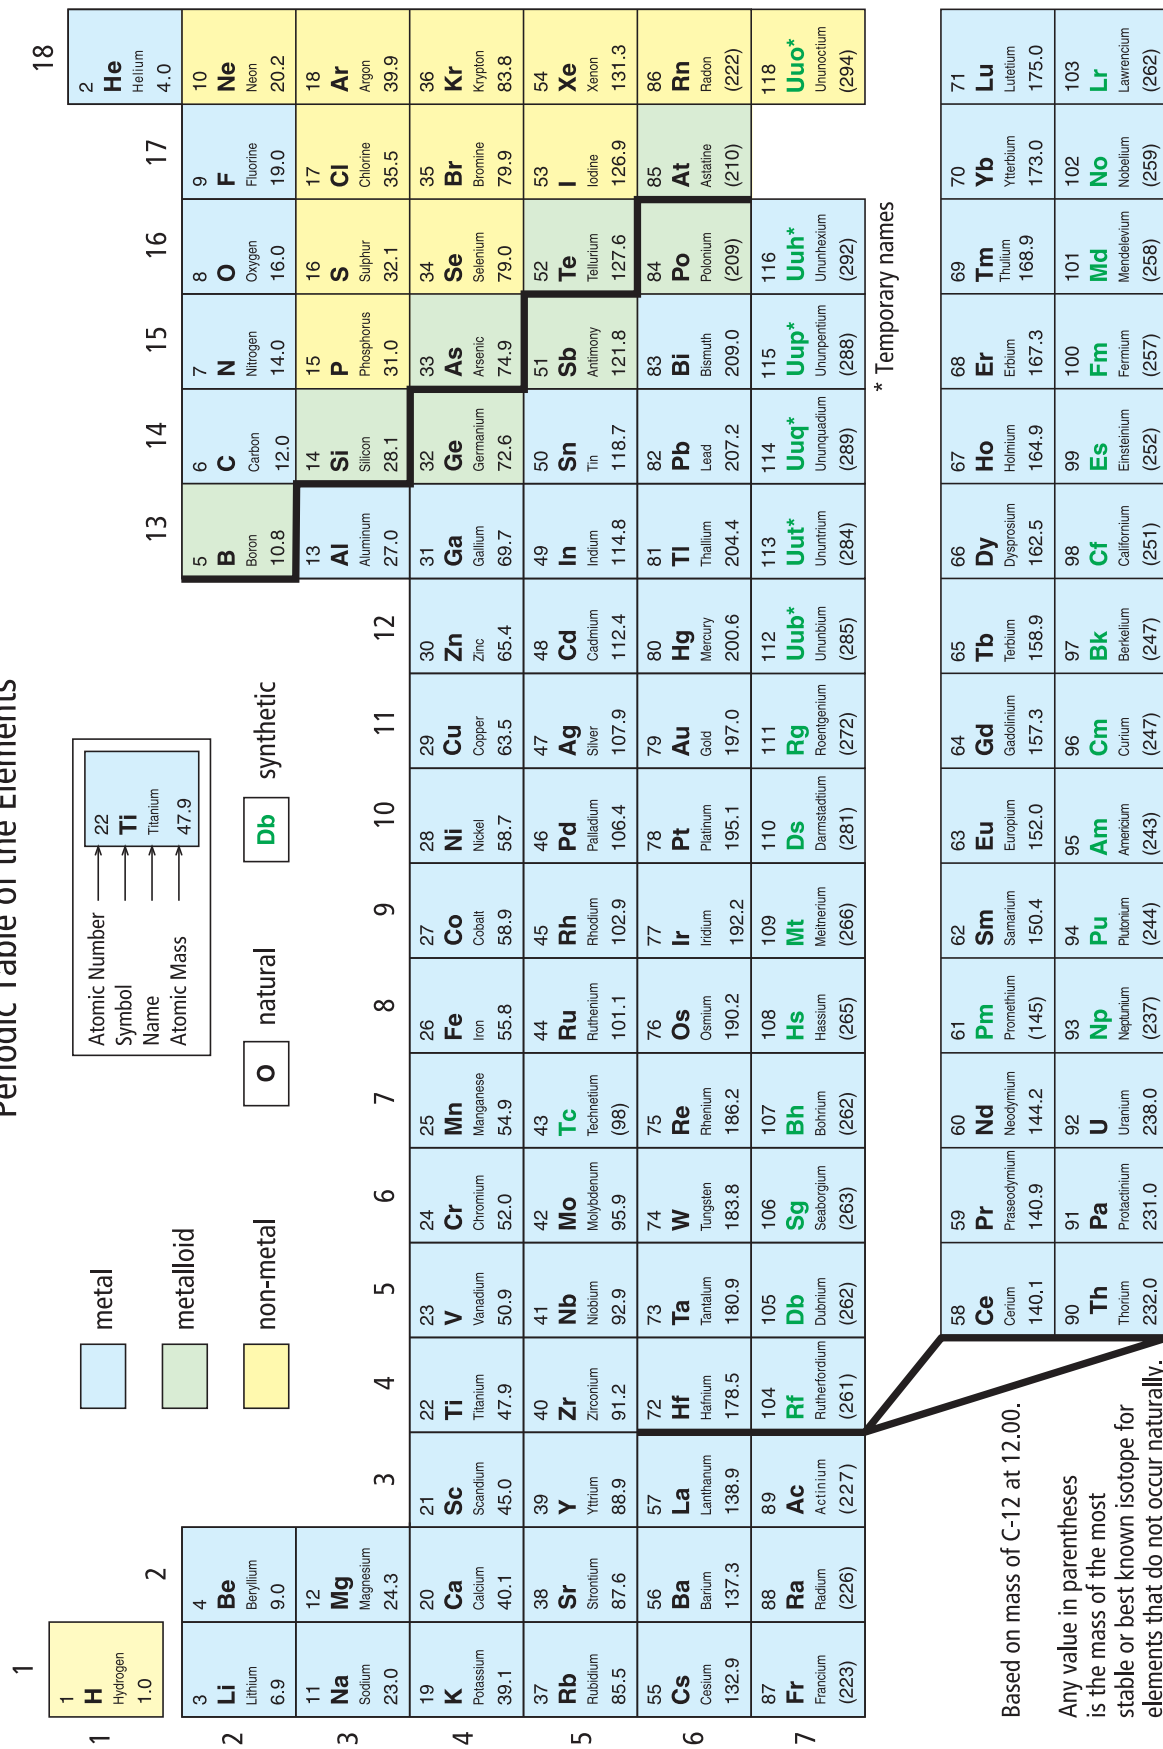 Periodic Table of the Elements
1
18
1 2
H He
Hydrogen Helium
1.0 4.0
metal
metalloid
non-metal
Atomic Number 22
Symbol Ti
Name Titanium
Atomic Mass 47.9
O natural
Db synthetic
2 13 14 15 16 17
2
3 4 5 6 7 8 9 10
Li Be B C N O F Ne
Lithium Beryllium Boron Carbon Nitrogen Oxygen Fluorine Neon
6.9 9.0 10.8 12.0 14.0 16.0 19.0 20.2
3
11 12 13 14 15 16 17 18
Na Mg Al Si P S Cl Ar
Sodium Magnesium Aluminum Silicon Phosphorus Sulphur Chlorine Argon
23.0 24.3 27.0 28.1 31.0 32.1 35.5 39.9
3 4 5 6 7 8 9 10 11 12
4
19 20 21 22 23 24 25 26 27 28 29 30 31 32 33 34 35 36
K Ca Sc Ti V Cr Mn Fe Co Ni Cu Zn Ga Ge As Se Br Kr
Potassium Calcium Scandium Titanium Vanadium Chromium Manganese Iron Cobalt Nickel Copper Zinc Gallium Germanium Arsenic Selenium Bromine Krypton
39.1 40.1 45.0 47.9 50.9 52.0 54.9 55.8 58.9 58.7 63.5 65.4 69.7 72.6 74.9 79.0 79.9 83.8
5
37 38 39 40 41 42 43 44 45 46 47 48 49 50 51 52 53 54
Rb Sr Y Zr Nb Mo Tc Ru Rh Pd Ag Cd In Sn Sb Te I Xe
Rubidium Strontium Yttrium Zirconium Niobium Molybdenum Technetium Ruthenium Rhodium Palladium Silver Cadmium Indium Tin Antimony Tellurium Iodine Xenon
85.5 87.6 88.9 91.2 92.9 95.9 (98) 101.1 102.9 106.4 107.9 112.4 114.8 118.7 121.8 127.6 126.9 131.3
6
55 56 57 72 73 74 75 76 77 78 79 80 81 82 83 84 85 86
Cs Ba La Hf Ta W Re Os Ir Pt Au Hg Tl Pb Bi Po At Rn
Cesium Barium Lanthanum Hafnium Tantalum Tungsten Rhenium Osmium Iridium Platinum Gold Mercury Thallium Lead Bismuth Polonium Astatine Radon
132.9 137.3 138.9 178.5 180.9 183.8 186.2 190.2 192.2 195.1 197.0 200.6 204.4 207.2 209.0 (209) (210) (222)
7
87 88 89 104 105 106 107 108 109 110 111 112 113 114 115 116 118
Fr Ra Ac Rf Db Sg Bh Hs Mt Ds Rg Uub* Uut* Uuq* Uup* Uuh* Uuo*
Francium Radium Actinium Rutherfordium Dubnium Seaborgium Bohrium Hassium Meitnerium Darmstadtium Roentgenium Ununbium Ununtrium Ununquadium Ununpentium Ununhexium Ununoctium
(223) (226) (227) (261) (262) (263) (262) (265) (266) (281) (272) (285) (284) (289) (288) (292) (294)
* Temporary names
58 59 60 61 62 63 64 65 66 67 68 69 70 71
Ce Pr Nd Pm Sm Eu Gd Tb Dy Ho Er Tm Yb Lu
Cerium Praseodymium Neodymium Promethium Samarium Europium Gadolinium Terbium Dysprosium Holmium Erbium Thulium Ytterbium Lutetium
140.1 140.9 144.2 (145) 150.4 152.0 157.3 158.9 162.5 164.9 167.3 168.9 173.0 175.0
90 91 92 93 94 95 96 97 98 99 100 101 102 103
Th Pa U Np Pu Am Cm Bk Cf Es Fm Md No Lr
Thorium Protactinium Uranium Neptunium Plutonium Americium Curium Berkelium Californium Einsteinium Fermium Mendelevium Nobelium Lawrencium
232.0 231.0 238.0 (237) (244) (243) (247) (247) (251) (252) (257) (258) (259) (262)
Based on mass of C-12 at 12.00.
Any value in parentheses
is the mass of the most
stable or best known isotope for
elements that do not occur naturally.